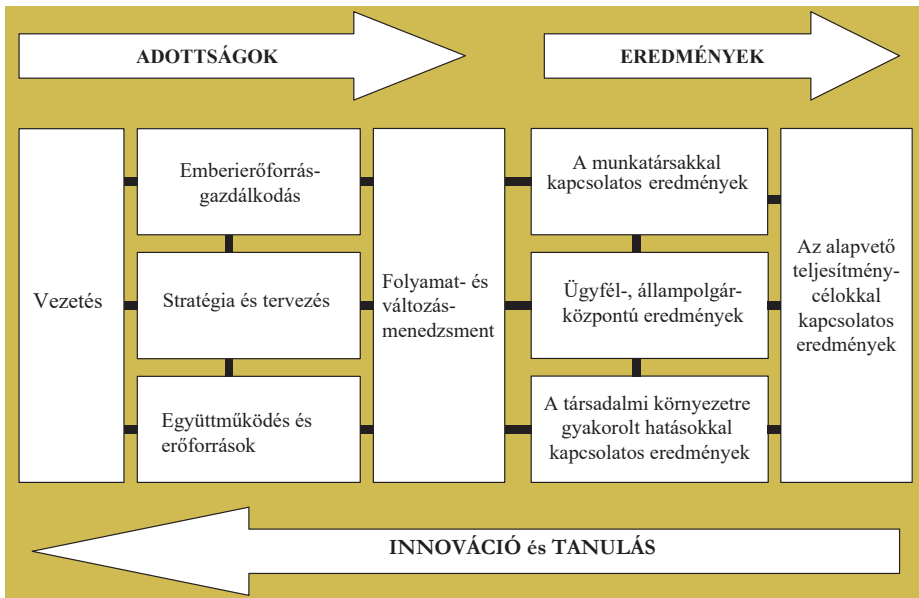 ADOTTSÁGOK
EREDMÉNYEK
Vezetés
Emberierőforrás-
gazdálkodás
Stratégia és tervezés
Együttműködés és
erőforrások
Folyamat- és
változás-
menedzsment
A munkatársakkal
kapcsolatos eredmények
Ügyfél-, állampolgár-
központú eredmények
A társadalmi környezetre
gyakorolt hatásokkal
kapcsolatos eredmények
Az alapvető
teljesítmény-
célokkal
kapcsolatos
eredmények
INNOVÁCIÓ és TANULÁS